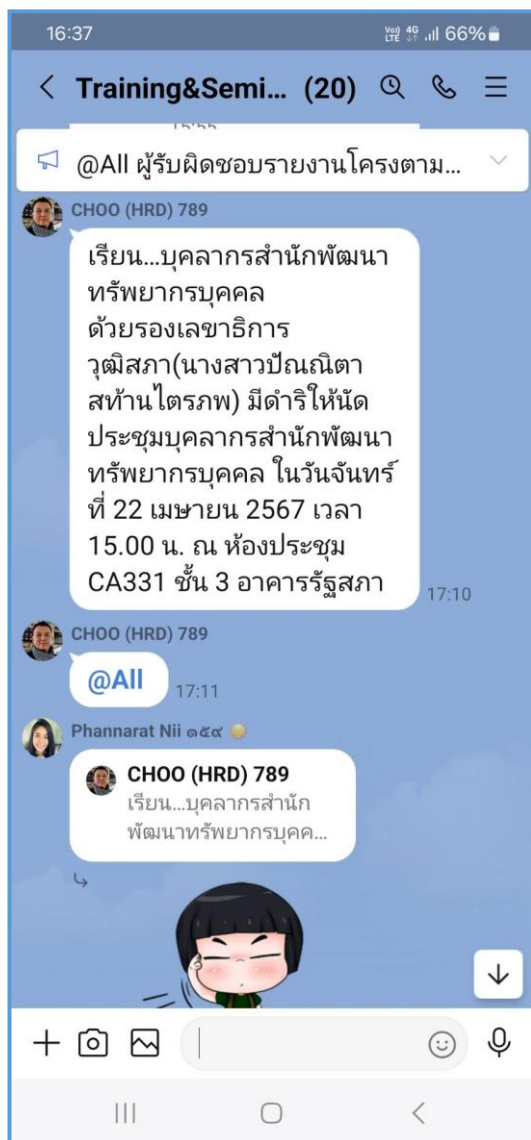 16:37
Vo) 4G 66%
LTE
Training&Semi... (20)
15:55
@All ผู้รับผิดชอบรายงานโครงตาม...
CHOO (HRD) 789
เรียน...บุคลากรสำนักพัฒนา
ทรัพยากรบุคคล
ด้วยรองเลขาธิการ
วุฒิสภา(นางสาวปัณณิตา
สท้านไตรภพ) มีดำริให้นัด
ประชุมบุคลากรสำนักพัฒนา
ทรัพยากรบุคคล ในวันจันทร์
ที่ 22 เมษายน 2567 เวลา
15.00 น. ณ ห้องประชุม
CA331 ชั้น 3 อาคารรัฐสภา
17:10
CHOO (HRD) 789
@All
17:11
Phannarat Nii ๑๕๙
CHOO (HRD) 789
เรียน...บุคลากรสำนัก
พัฒนาทรัพยากรบุคค...